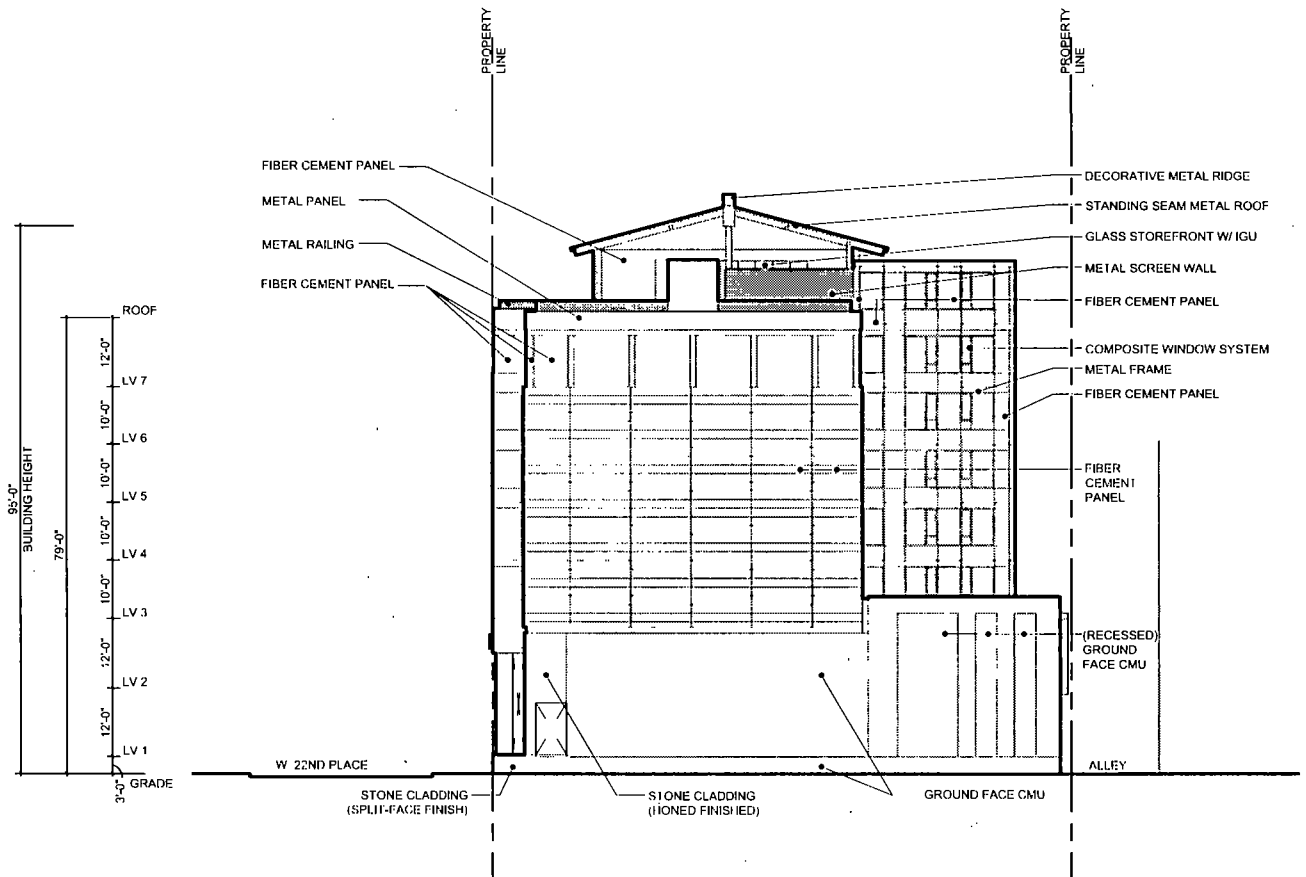 PROPERTY
LINE
PROPERTY
LINE
FIBER CEMENT PANEL
METAL PANEL
METAL RAILING
FIBER CEMENT PANEL
DECORATIVE METAL RIDGE
STANDING SEAM METAL ROOF
GLASS STOREFRONT W/ IGU
METAL SCREEN WALL
FIBER CEMENT PANEL
COMPOSITE WINDOW SYSTEM
METAL FRAME
FIBER CEMENT PANEL
FIBER
CEMENT
PANEL
(RECESSED)
GROUND
FACE CMU
95'-0"
BUILDING HEIGHT
79'-0"
ROOF
12'-0"
LV 7
10'-0"
LV 6
10'-0"
LV 5
10'-0"
LV 4
10'-0"
LV 3
12'-0"
LV 2
12'-0"
LV 1
3'-0"
GRADE
W 22ND PLACE
ALLEY
STONE CLADDING
(SPLIT-FACE FINISH)
STONE CLADDING
(HONED FINISHED)
GROUND FACE CMU